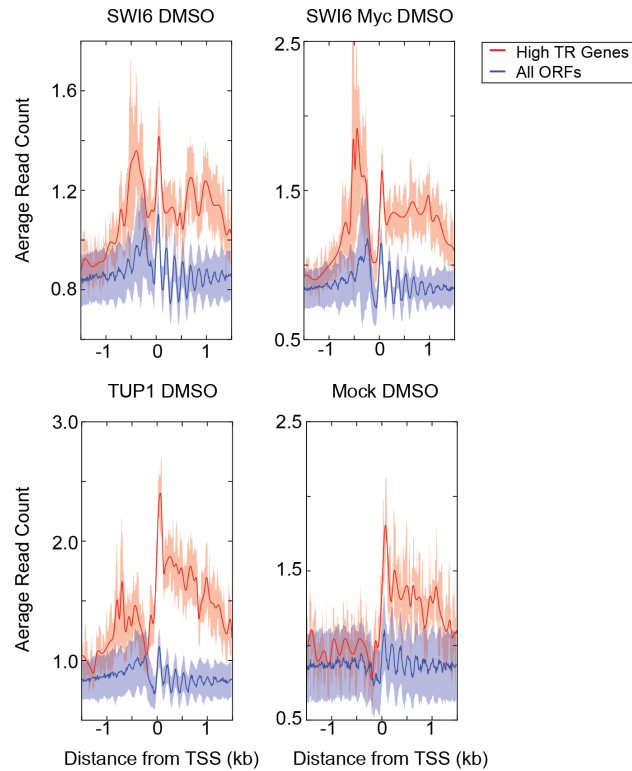 SWI6 DMSO
SWI6 Myc DMSO
High TR Genes
All ORFs
Aerage Read Count
1.6
1.2
0.8
-1 0 1
2.5
1.5
0.5
-1 0 1
TUP1 DMSO
Mock DMSO
Aerage Read Count
3.0
2.0
1.0
-1 0 1
2.5
1.5
0.5
-1 0 1
Distance from TSS (kb)
Distance from TSS (kb)